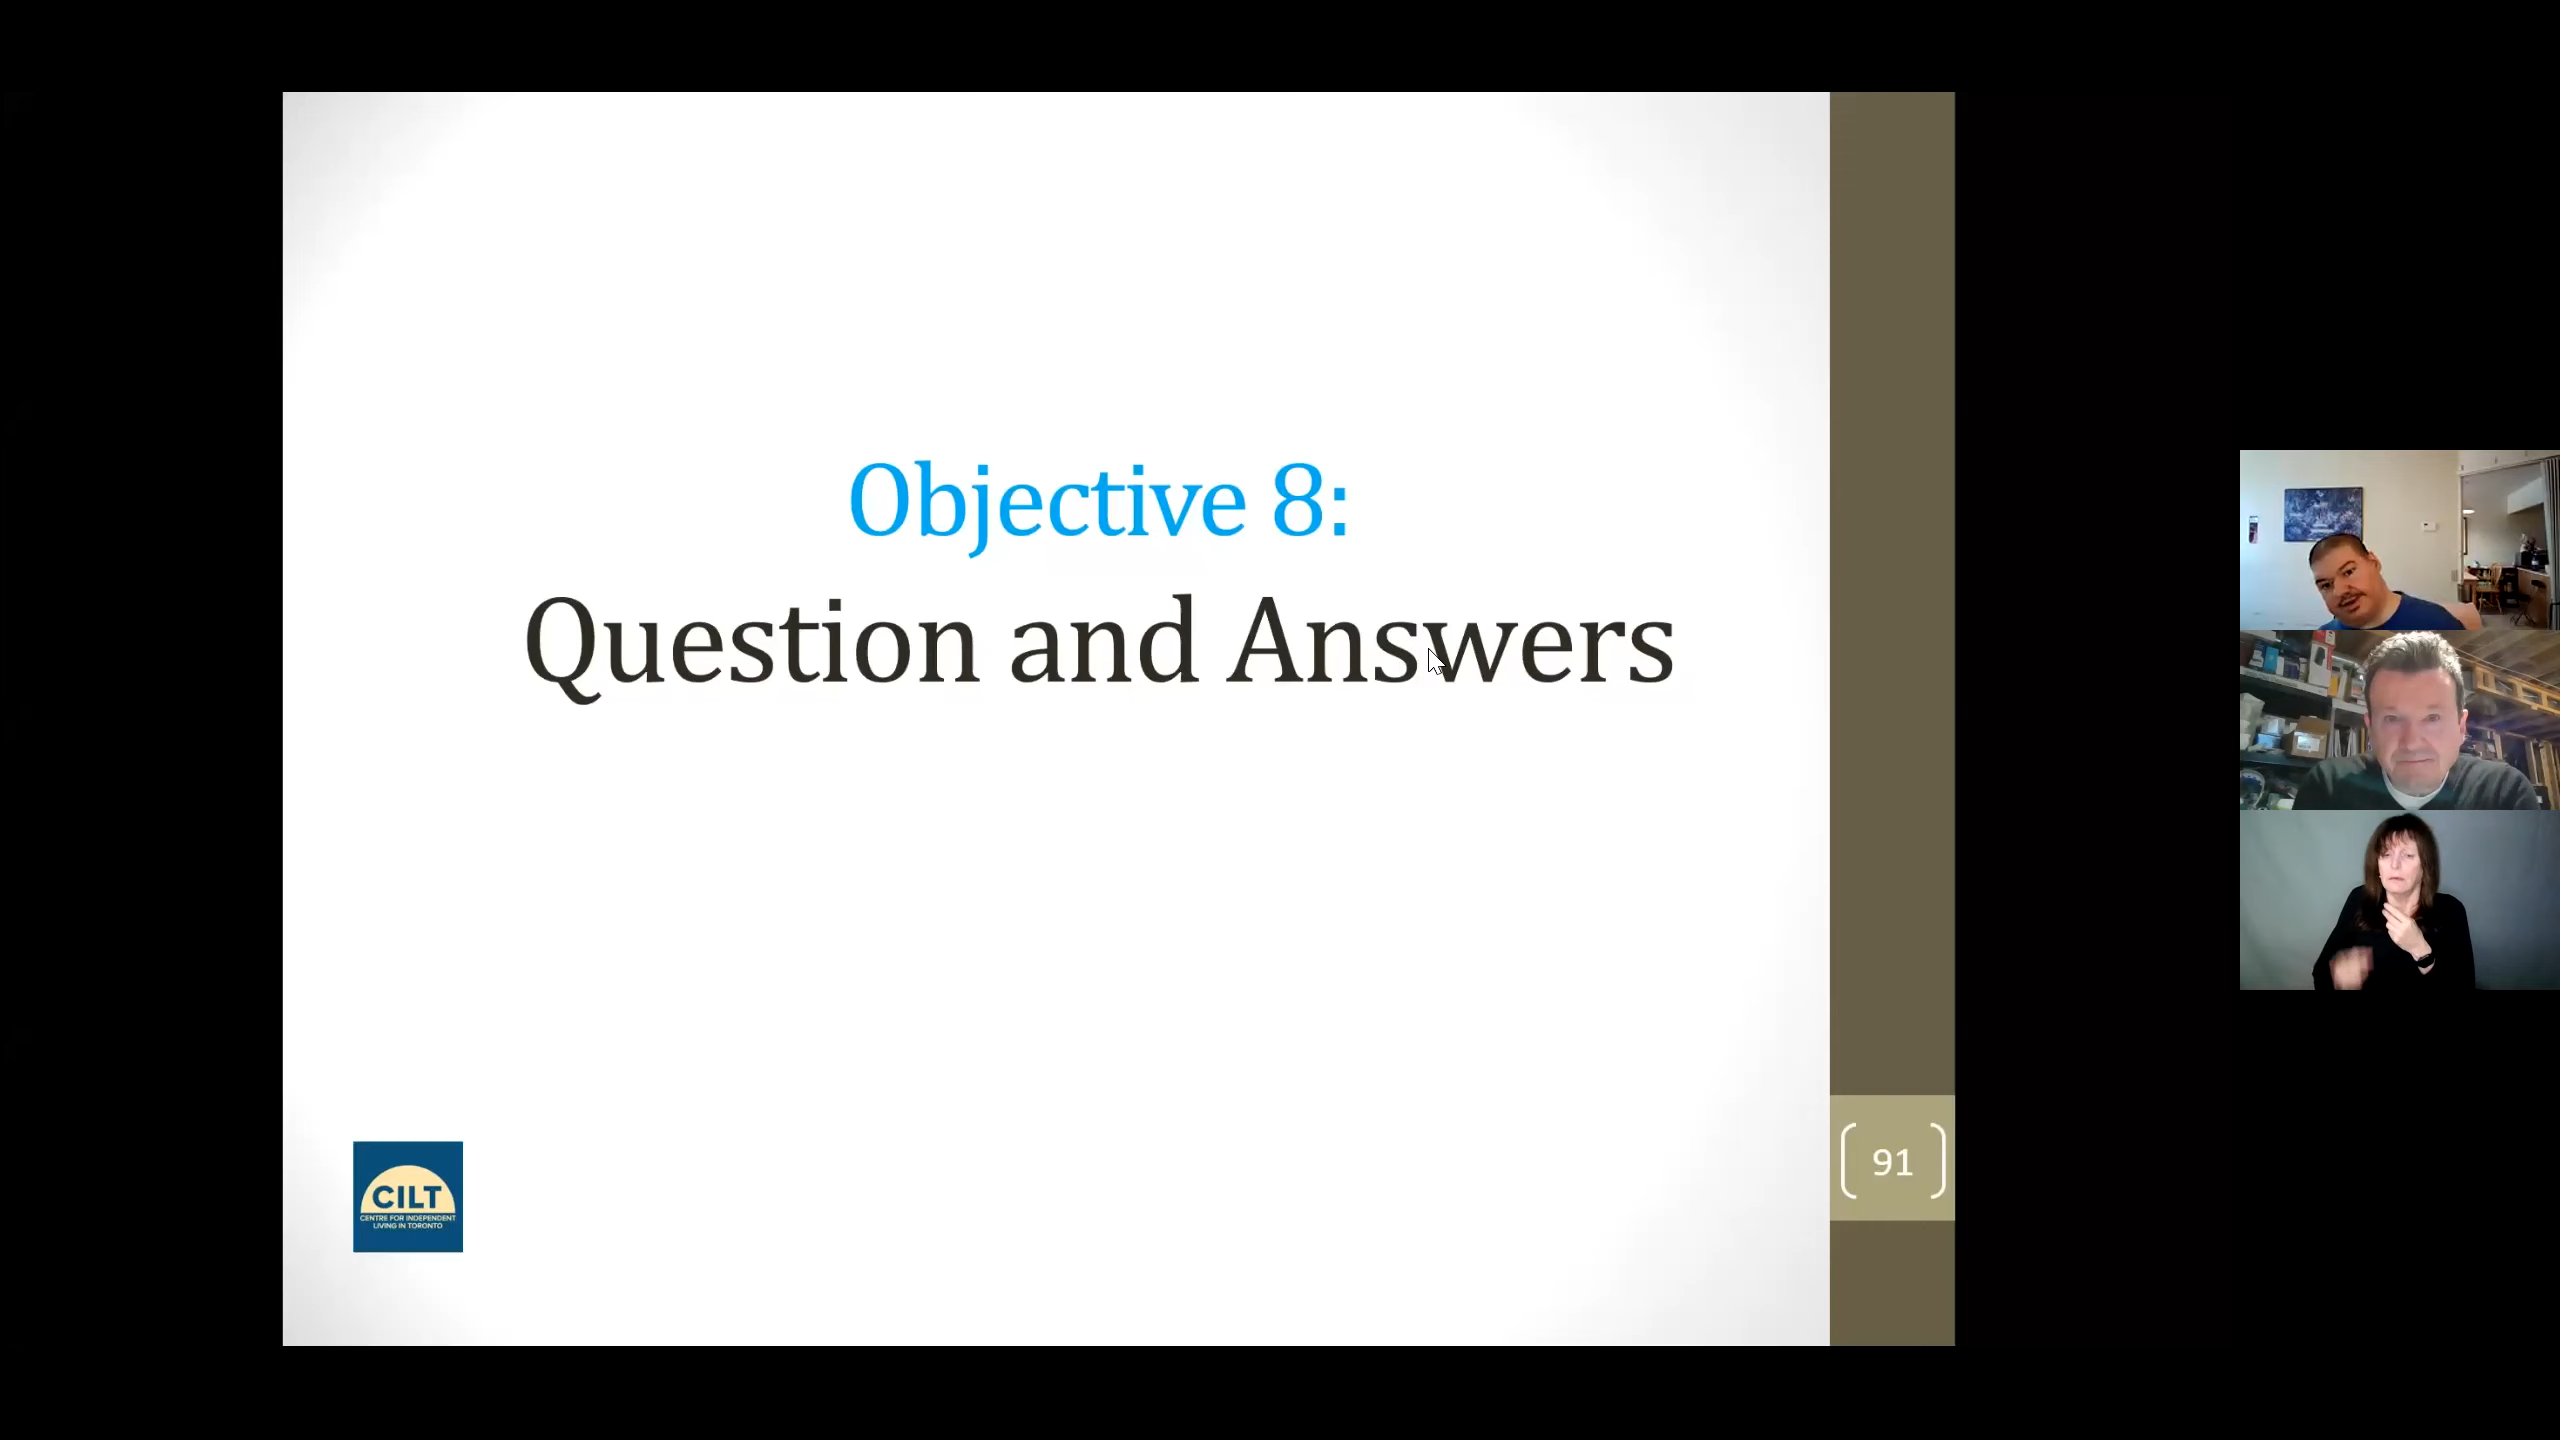 Objective 8:
Question and Answers
CILT
CENTRE FOR INDEPENDENT
LIVING IN TORONTO
91